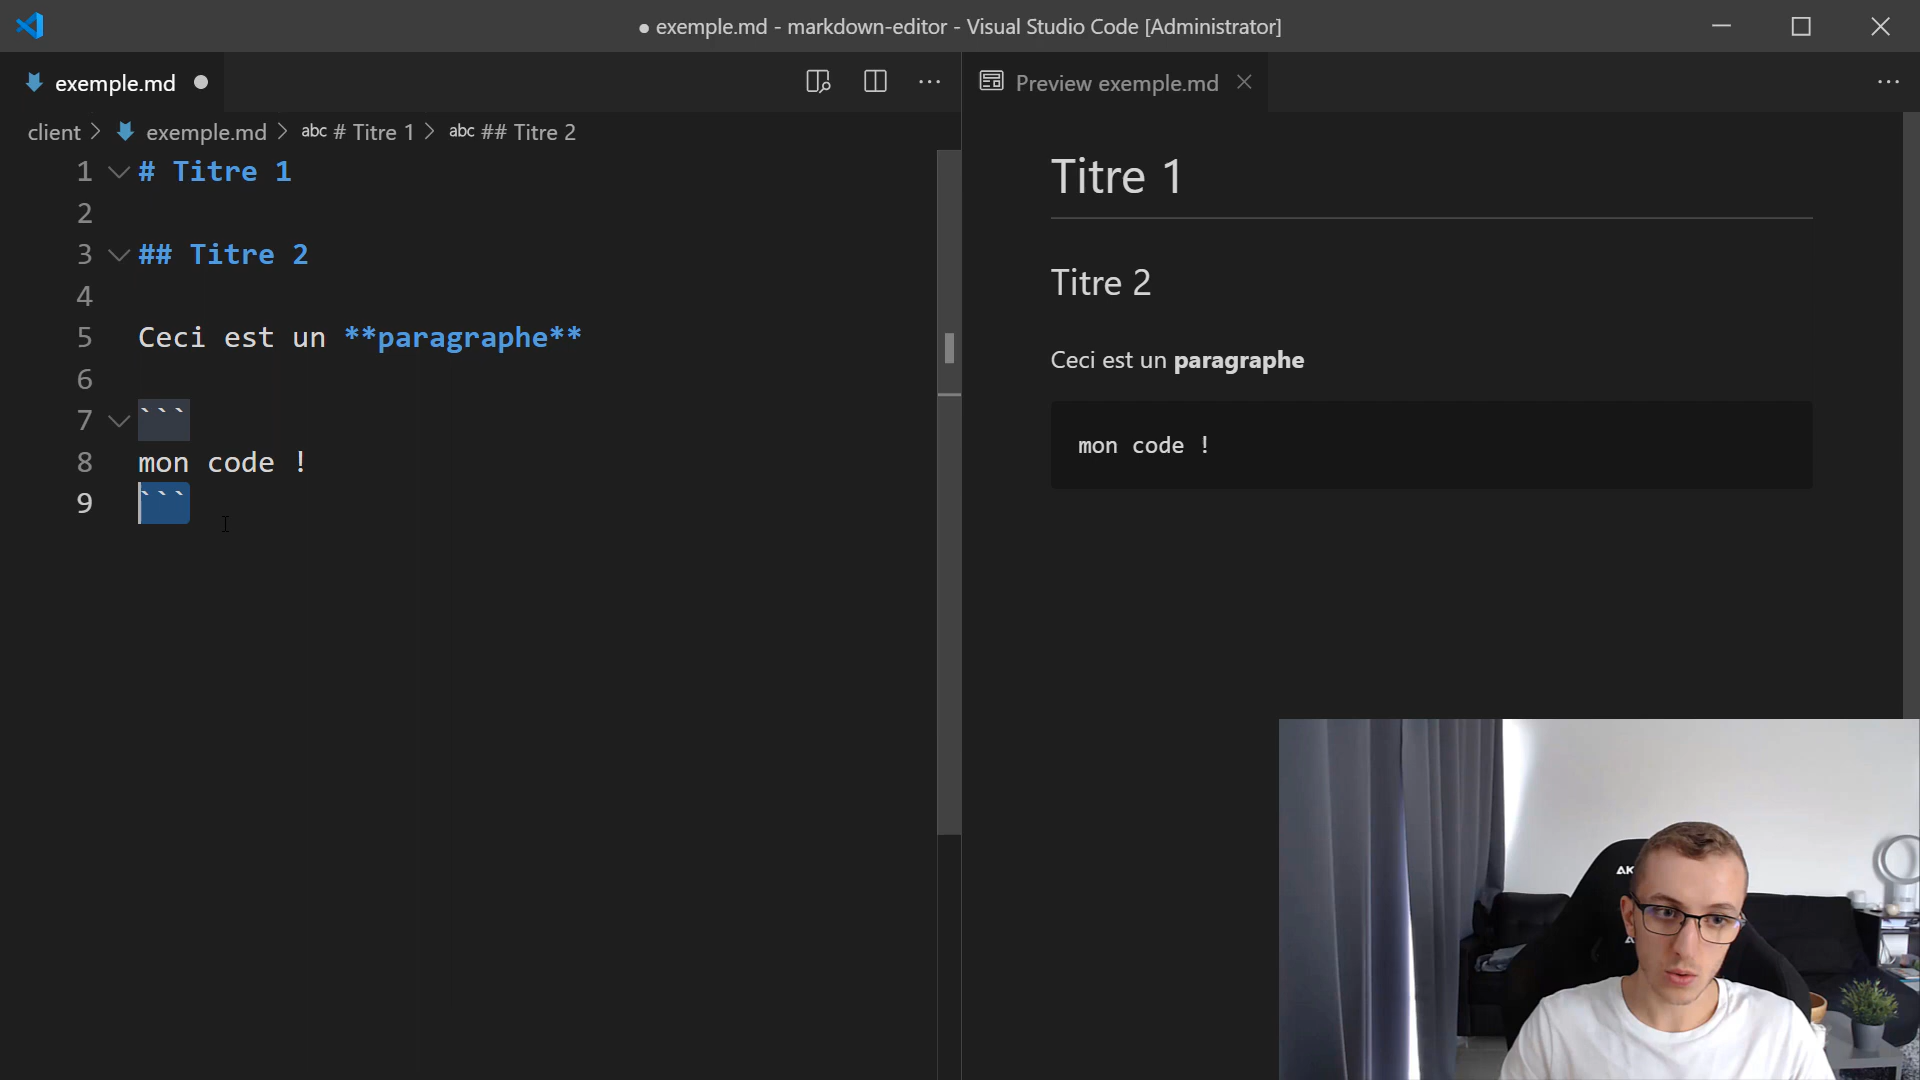 ● exemple.md - markdown-editor - Visual Studio Code [Administrator]
exemple.md ●
Preview exemple.md
client > exemple.md > abc # Titre 1 > abc ## Titre 2
1 # Titre 1
2
3 ## Titre 2
4
5 Ceci est un **paragraphe**
6
7 ```
8 mon code !
9 ```
Titre 1
Titre 2
Ceci est un paragraphe
mon code !
AK